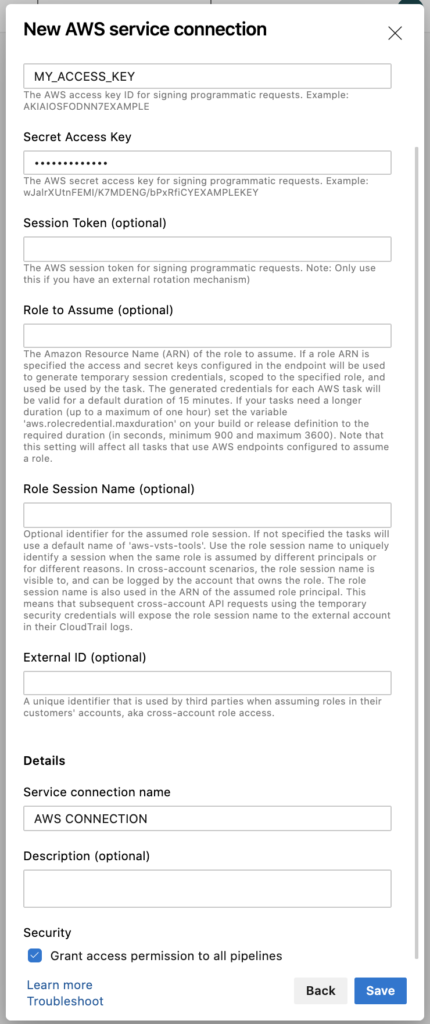 New AWS service connection
MY_ACCESS_KEY
The AWS access key ID for signing programmatic requests. Example:
AKIAIOSFODNN7EXAMPLE
Secret Access Key
•••••••••••••
The AWS secret access key for signing programmatic requests. Example:
wJalrXUtnFEMI/K7MDENG/bPxRfiCYEXAMPLEKEY
Session Token (optional)
The AWS session token for signing programmatic requests. Note: Only use
this if you have an external rotation mechanism)
Role to Assume (optional)
The Amazon Resource Name (ARN) of the role to assume. If a role ARN is
specified the access and secret keys configured in the endpoint will be used
to generate temporary session credentials, scoped to the specified role, and
used be used by the task. The generated credentials for each AWS task will
be valid for a default duration of 15 minutes. If your tasks need a longer
duration (up to a maximum of one hour) set the variable
'aws.rolecredential.maxduration' on your build or release definition to the
required duration (in seconds, minimum 900 and maximum 3600). Note that
this setting will affect all tasks that use AWS endpoints configured to assume
a role.
Role Session Name (optional)
Optional identifier for the assumed role session. If not specified the tasks will
use a default name of 'aws-vsts-tools'. Use the role session name to uniquely
identify a session when the same role is assumed by different principals or
for different reasons. In cross-account scenarios, the role session name is
visible to, and can be logged by the account that owns the role. The role
session name is also used in the ARN of the assumed role principal. This
means that subsequent cross-account API requests using the temporary
security credentials will expose the role session name to the external account
in their CloudTrail logs.
External ID (optional)
A unique identifier that is used by third parties when assuming roles in their
customers' accounts, aka cross-account role access.
Details
Service connection name
AWS CONNECTION
Description (optional)
Security
Grant access permission to all pipelines
Learn more
Troubleshoot
Back
Save